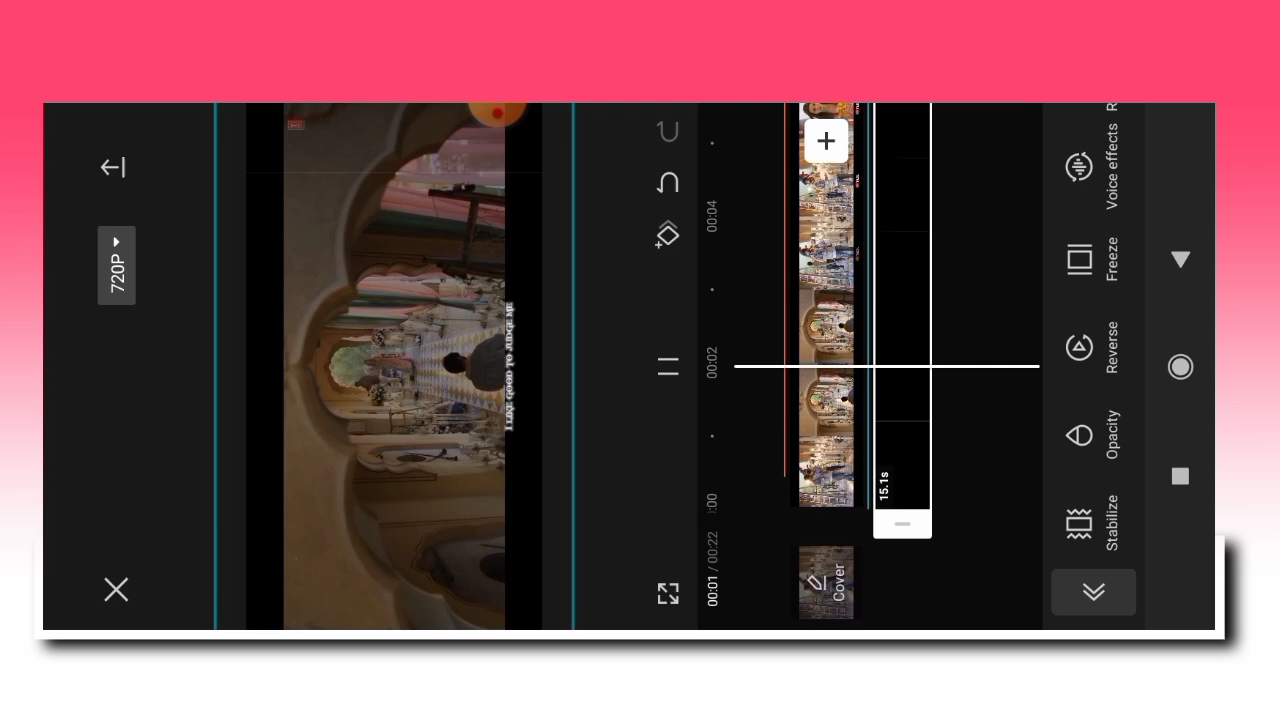 720P
I LIKE GOOD TO JUDGE ME
00:01 / 00:22
:00
00:02
00:04
Cover
15.1s
Stabilize
Opacity
Reverse
Freeze
Voice effects
R